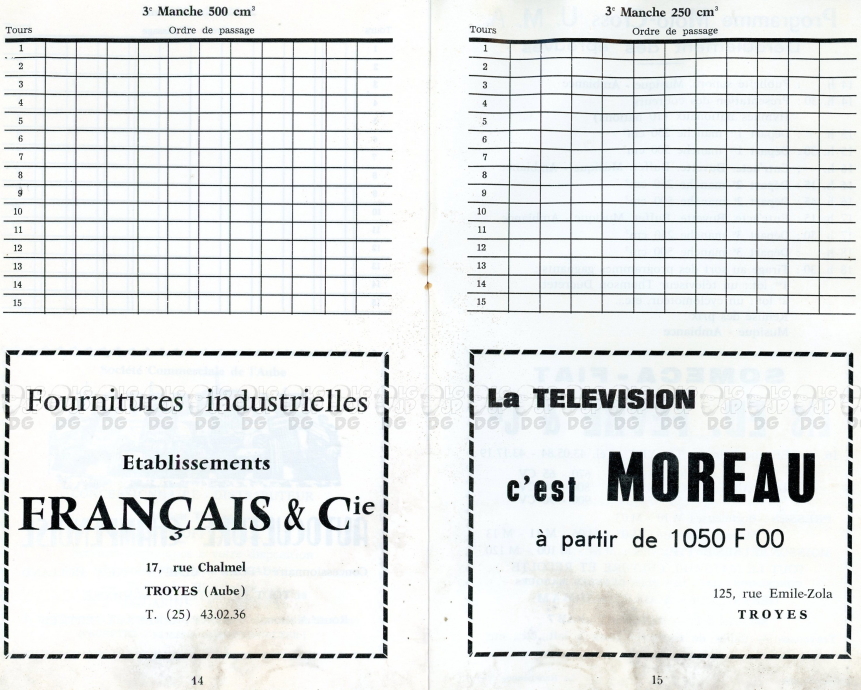 3e Manche 500 cm3
Tours Ordre de passage
1
2
3
4
5
6
7
8
9
10
11
12
13
14
15
Fournitures industrielles
Etablissements
FRANÇAIS & Cie
17, rue Chalmel
TROYES (Aube)
T. (25) 43.02.36
14
3e Manche 250 cm3
Tours Ordre de passage
1
2
3
4
5
6
7
8
9
10
11
12
13
14
15
La TELEVISION
c'est MOREAU
à partir de 1050 F 00
125, rue Emile-Zola
TROYES
15